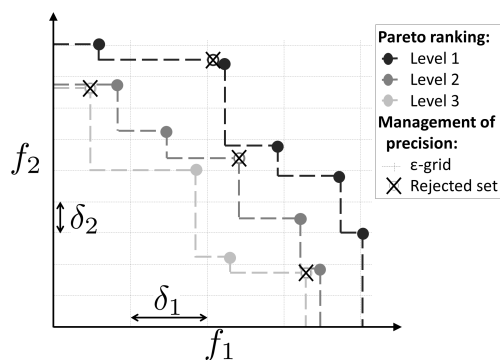 f₂
δ₂
δ₁
f₁
Pareto ranking:
Level 1
Level 2
Level 3
Management of
precision:
ε-grid
Rejected set